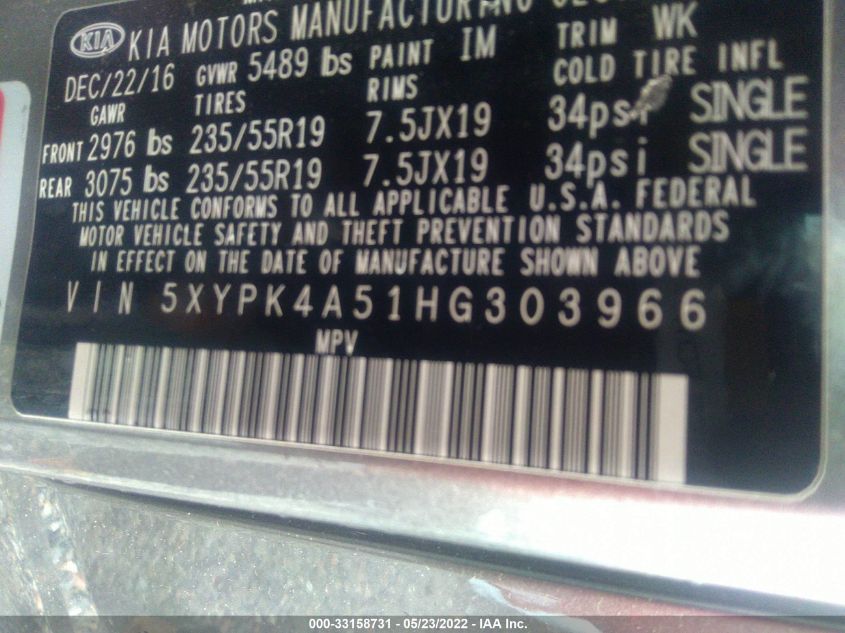 KIA KIA MOTORS MANUFACTURING
DEC/22/16 GVWR 5489 lbs PAINT IM TRIM WK
GAWR TIRES RIMS COLD TIRE INFL
FRONT 2976 lbs 235/55R19 7.5JX19 34psi SINGLE
REAR 3075 lbs 235/55R19 7.5JX19 34psi SINGLE
THIS VEHICLE CONFORMS TO ALL APPLICABLE U.S.A. FEDERAL
MOTOR VEHICLE SAFETY AND THEFT PREVENTION STANDARDS
IN EFFECT ON THE DATE OF MANUFACTURE SHOWN ABOVE
VIN 5XYPK4A51HG303966
MPV
000-33158731 - 05/23/2022 - IAA Inc.